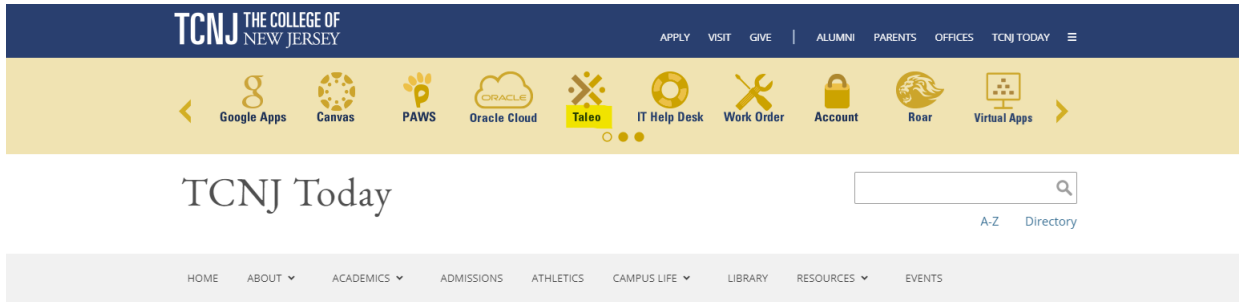 TCNJ THE COLLEGE OF
NEW JERSEY
APPLY VISIT GIVE | ALUMNI PARENTS OFFICES TCNJ TODAY
g
ORACLE
Google Apps Canvas PAWS Oracle Cloud Taleo IT Help Desk Work Order Account Roar Virtual Apps
TCNJ Today
A-Z Directory
HOME ABOUT ACADEMICS ADMISSIONS ATHLETICS CAMPUS LIFE LIBRARY RESOURCES EVENTS